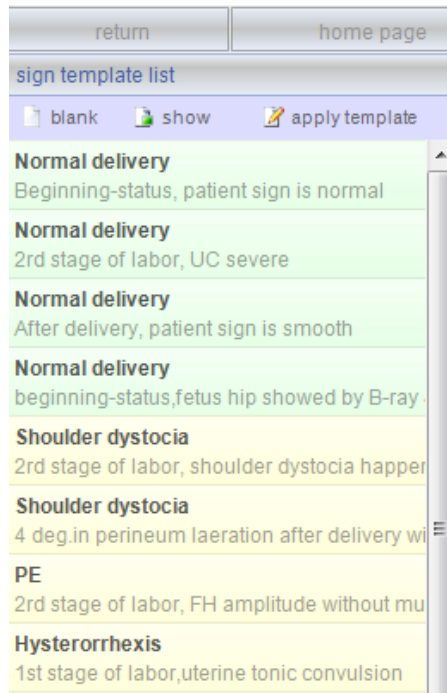 return home page
sign template list
blank show apply template
Normal delivery
Beginning-status, patient sign is normal
Normal delivery
2rd stage of labor, UC severe
Normal delivery
After delivery, patient sign is smooth
Normal delivery
beginning-status,fetus hip showed by B-ray
Shoulder dystocia
2rd stage of labor, shoulder dystocia happer
Shoulder dystocia
4 deg.in perineum laeration after delivery wi
PE
2rd stage of labor, FH amplitude without mu
Hysterorrhexis
1st stage of labor,uterine tonic convulsion